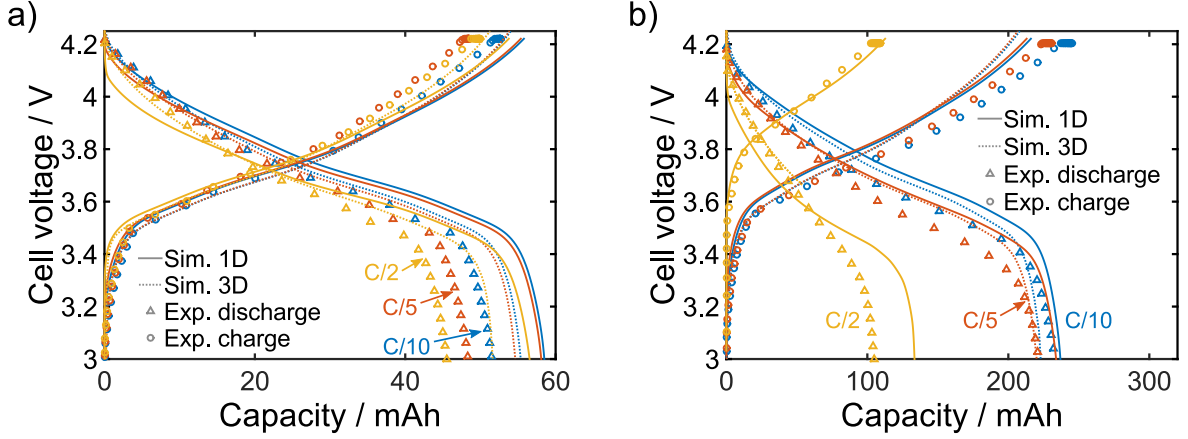 a)
4.2
4
3.8
3.6
3.4
3.2
3
Cell voltage / V
Sim. 1D
Sim. 3D
Exp. discharge
Exp. charge
C/2
C/5
C/10
0
20
40
60
Capacity / mAh
b)
4.2
4
3.8
3.6
3.4
3.2
3
Cell voltage / V
Sim. 1D
Sim. 3D
Exp. discharge
Exp. charge
C/2
C/5
C/10
0
100
200
300
Capacity / mAh